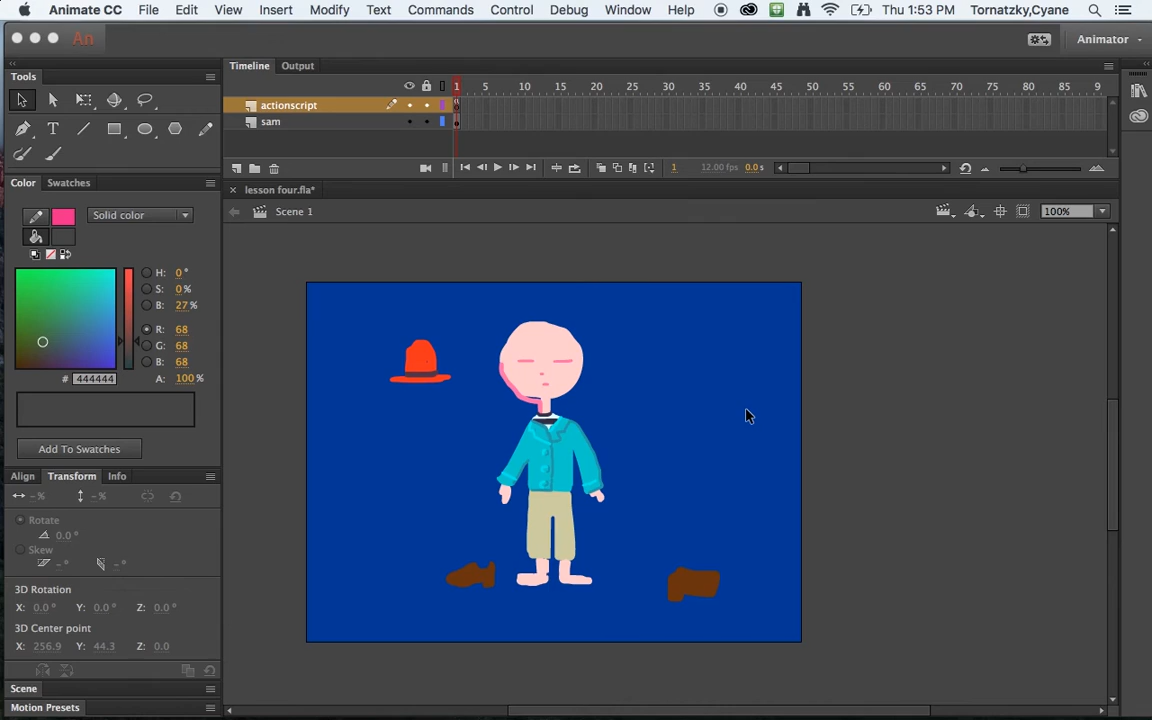 Animate CC File Edit View Insert Modify Text Commands Control Debug Window Help Thu 1:53 PM Tornatzky,Cyane
An Animator
Tools Timeline Output
1 5 10 15 20 25 30 35 40 45 50 55 60 65 70 75 80 85 9
actionscript
sam
1 12.00 fps 0.0 s
Color Swatches lesson four.fla*
Solid color Scene 1 100%
H: 0 °
S: 0 %
B: 27 %
R: 68
G: 68
B: 68
# 444444 A: 100 %
Add To Swatches
Align Transform Info
-% -%
Rotate
0.0 °
Skew
- ° - °
3D Rotation
X: 0.0 ° Y: 0.0 ° Z: 0.0 °
3D Center point
X: 256.9 Y: 44.3 Z: 0.0
Scene
Motion Presets